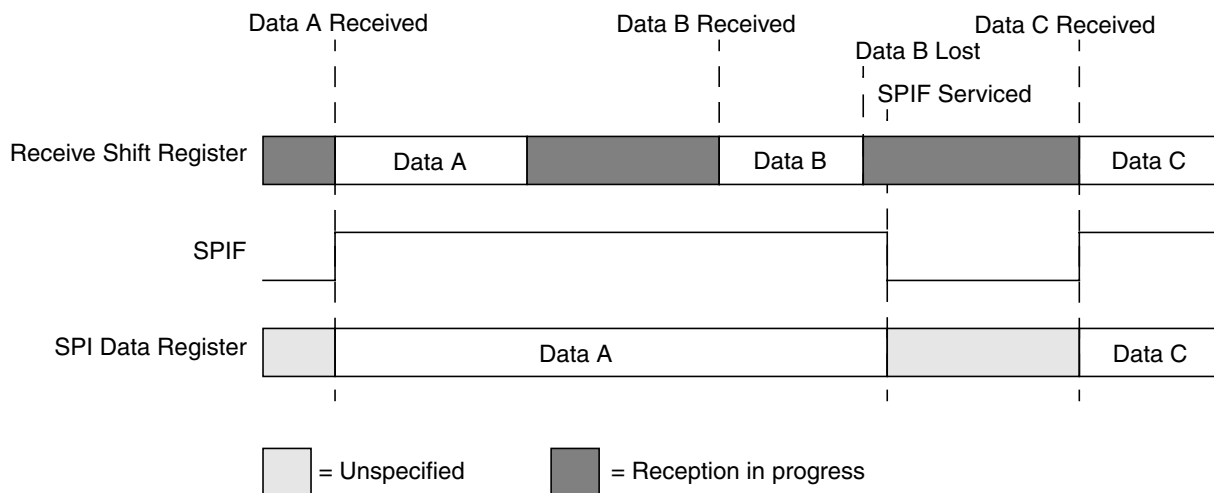 Data A Received
Data B Received
Data C Received
Data B Lost
SPIF Serviced
Receive Shift Register
Data A
Data B
Data C
SPIF
SPI Data Register
Data A
Data C
= Unspecified
= Reception in progress